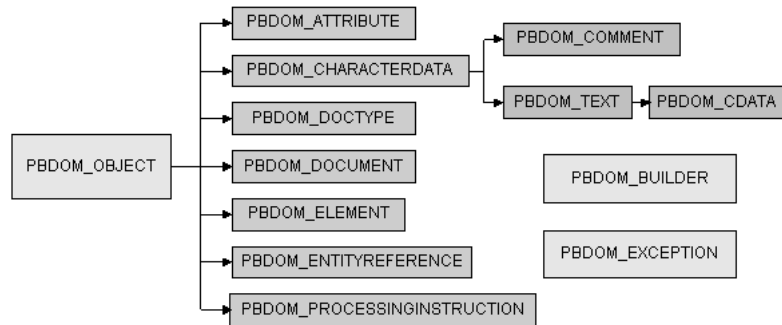 PBDOM_OBJECT
PBDOM_ATTRIBUTE
PBDOM_CHARACTERDATA
PBDOM_COMMENT
PBDOM_TEXT
PBDOM_CDATA
PBDOM_DOCTYPE
PBDOM_DOCUMENT
PBDOM_ELEMENT
PBDOM_ENTITYREFERENCE
PBDOM_PROCESSINGINSTRUCTION
PBDOM_BUILDER
PBDOM_EXCEPTION